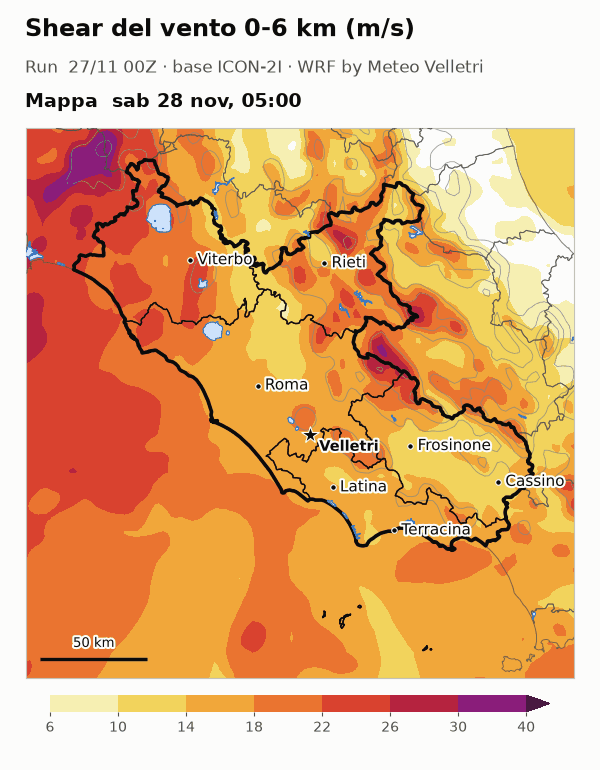 Shear del vento 0-6 km (m/s)
Run  27/11 00Z · base ICON-2I · WRF by Meteo Velletri
Mappa  sab 28 nov, 05:00
Viterbo
Rieti
Roma
Velletri
Frosinone
Latina
Cassino
Terracina
50 km
6 10 14 18 22 26 30 40